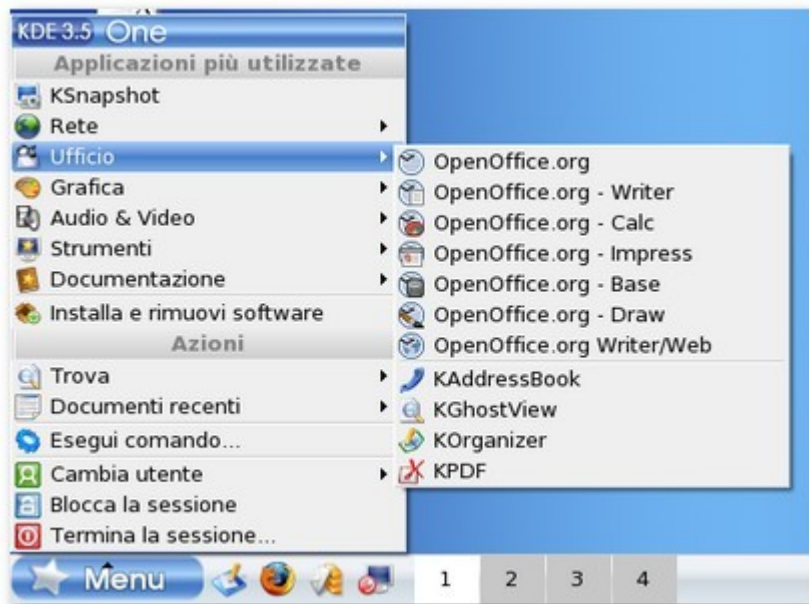 KDE 3.5 One
Applicazioni più utilizzate
KSnapshot
Rete
Ufficio
Grafica
Audio & Video
Strumenti
Documentazione
Installa e rimuovi software
Azioni
Trova
Documenti recenti
Esegui comando...
Cambia utente
Blocca la sessione
Termina la sessione...
OpenOffice.org
OpenOffice.org - Writer
OpenOffice.org - Calc
OpenOffice.org - Impress
OpenOffice.org - Base
OpenOffice.org - Draw
OpenOffice.org Writer/Web
KAddressBook
KGhostView
KOrganizer
KPDF
Menu 1 2 3 4